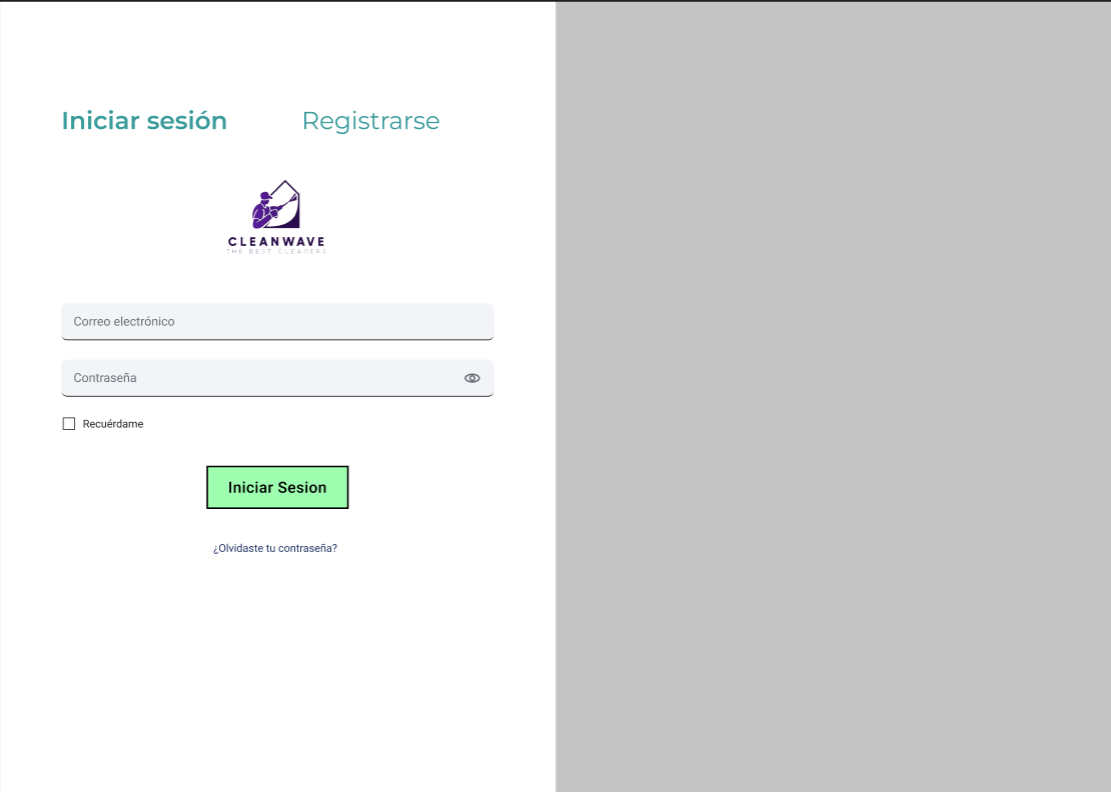 Iniciar sesión
Registrarse
CLEANWAVE
THE BEST CLEANERS
Correo electrónico
Contraseña
Recuérdame
Iniciar Sesion
¿Olvidaste tu contraseña?